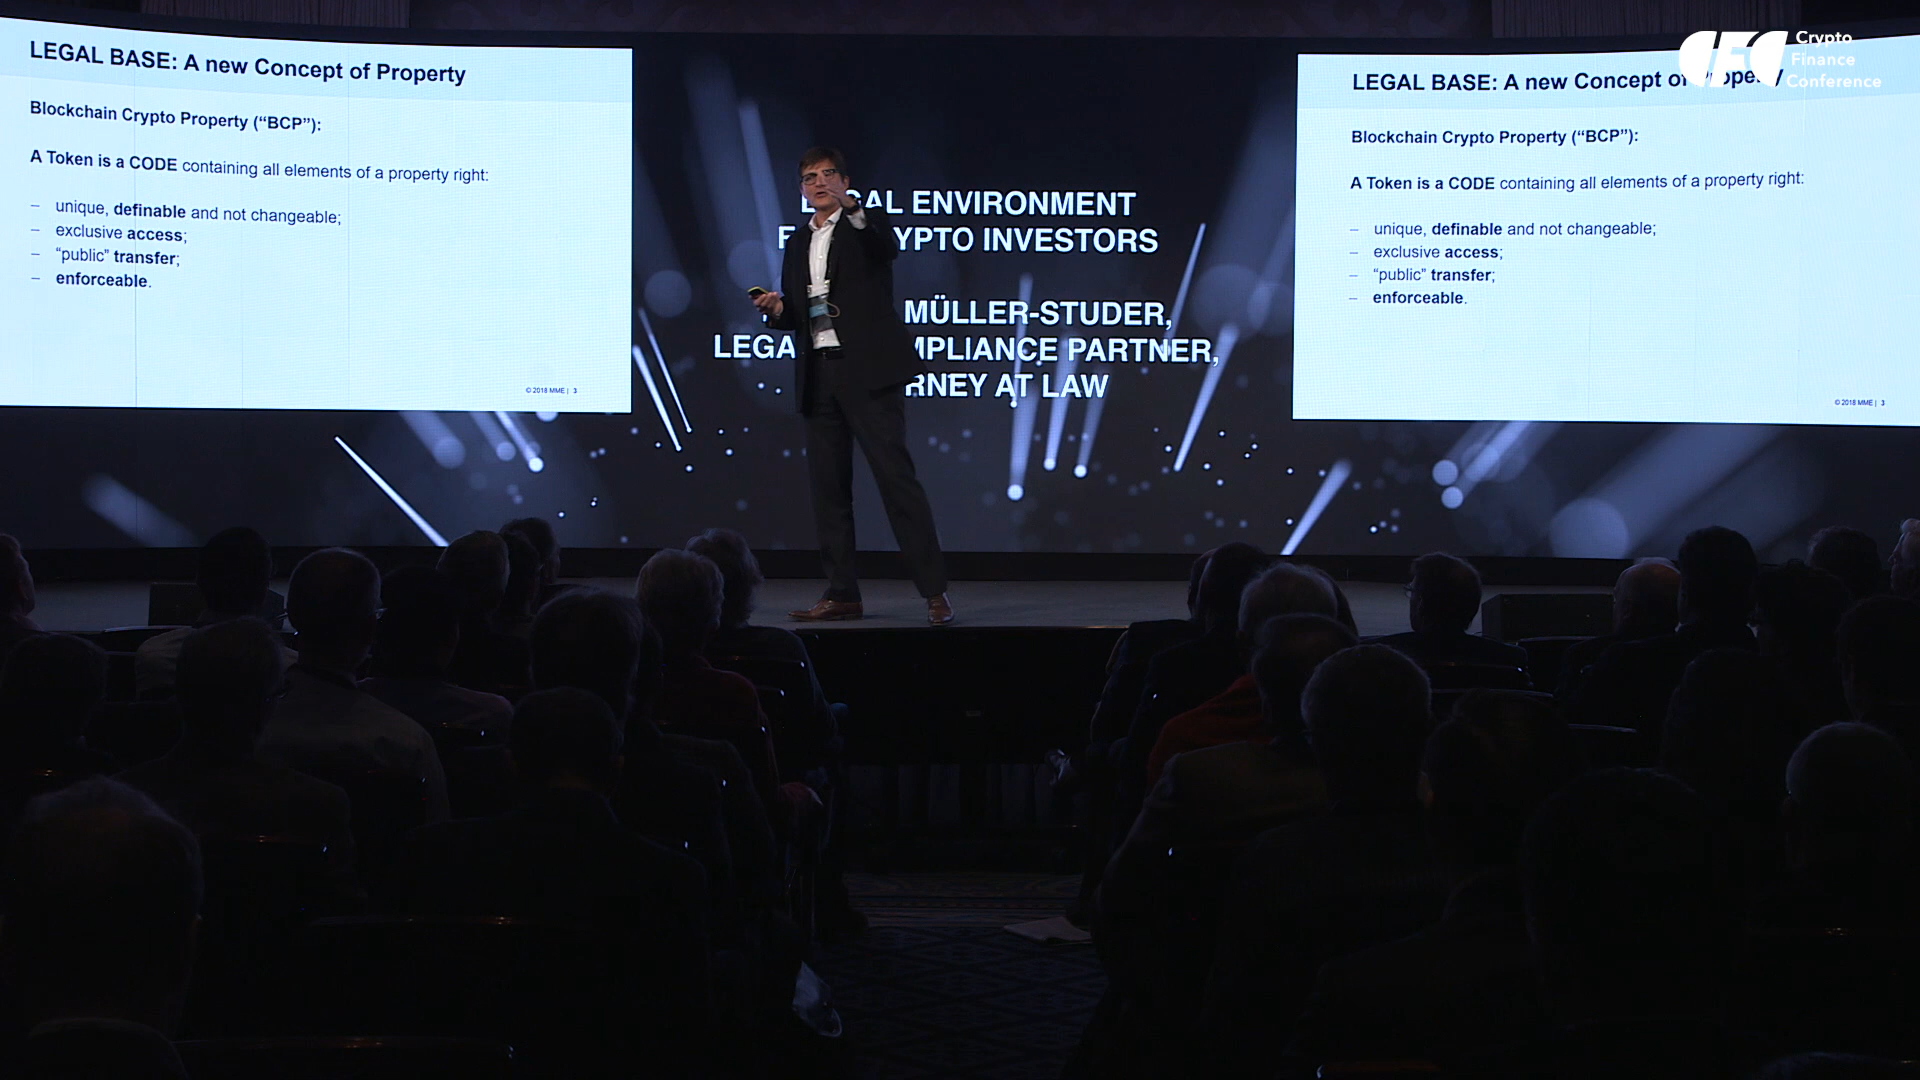 LEGAL BASE: A new Concept of Property
Blockchain Crypto Property (“BCP”):
A Token is a CODE containing all elements of a property right:
– unique, definable and not changeable;
– exclusive access;
– “public” transfer;
– enforceable.
© 2018 MME | 3
LEGAL ENVIRONMENT
YPTO INVESTORS
MÜLLER-STUDER,
LEGA MPLIANCE PARTNER,
RNEY AT LAW
LEGAL BASE: A new Concept of Property
Blockchain Crypto Property (“BCP”):
A Token is a CODE containing all elements of a property right:
– unique, definable and not changeable;
– exclusive access;
– “public” transfer;
– enforceable.
© 2018 MME | 3
CFC
Crypto
Finance
Conference